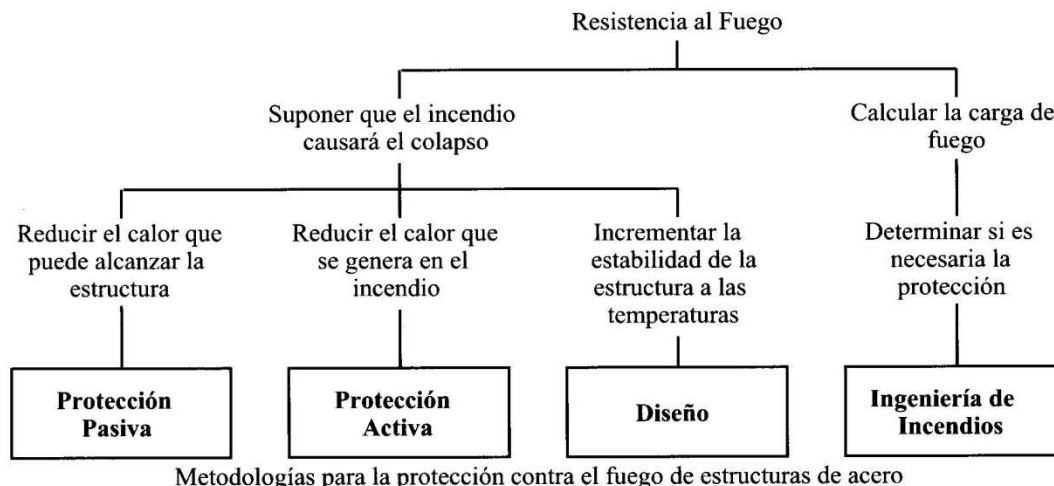 Resistencia al Fuego
Suponer que el incendio
causará el colapso
Calcular la carga de
fuego
Reducir el calor que
puede alcanzar la
estructura
Reducir el calor que
se genera en el
incendio
Incrementar la
estabilidad de la
estructura a las
temperaturas
Determinar si es
necesaria la
protección
Protección
Pasiva
Protección
Activa
Diseño
Ingeniería de
Incendios
Metodologías para la protección contra el fuego de estructuras de acero